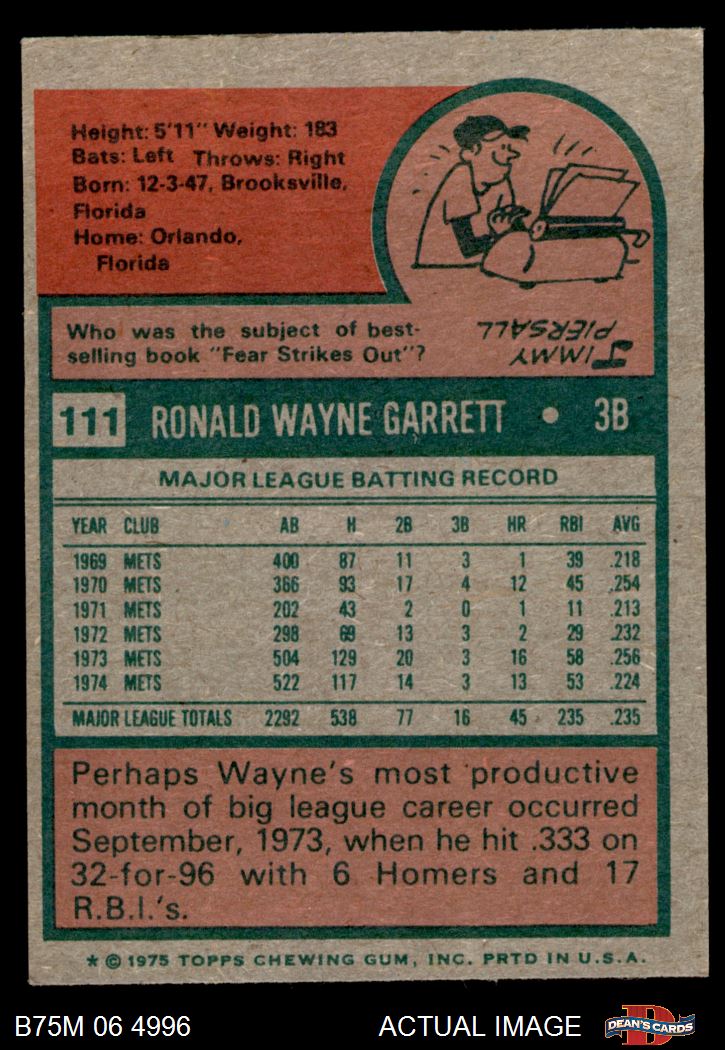 Height: 5'11" Weight: 183
Bats: Left Throws: Right
Born: 12-3-47, Brooksville,
Florida
Home: Orlando,
Florida
Who was the subject of best-
selling book "Fear Strikes Out"?
JIMMY
PIERSALL
111 RONALD WAYNE GARRETT • 3B
MAJOR LEAGUE BATTING RECORD
YEAR CLUB AB H 2B 3B HR RBI AVG
1969 METS 400 87 11 3 1 39 .218
1970 METS 366 93 17 4 12 45 .254
1971 METS 202 43 2 0 1 11 .213
1972 METS 298 69 13 3 2 29 .232
1973 METS 504 129 20 3 16 58 .256
1974 METS 522 117 14 3 13 53 .224
MAJOR LEAGUE TOTALS 2292 538 77 16 45 235 .235
Perhaps Wayne's most productive
month of big league career occurred
September, 1973, when he hit .333 on
32-for-96 with 6 Homers and 17
R.B.I.'s.
* © 1975 TOPPS CHEWING GUM, INC. PRTD IN U.S.A.
B75M 06 4996 ACTUAL IMAGE
D
DEAN'S CARDS